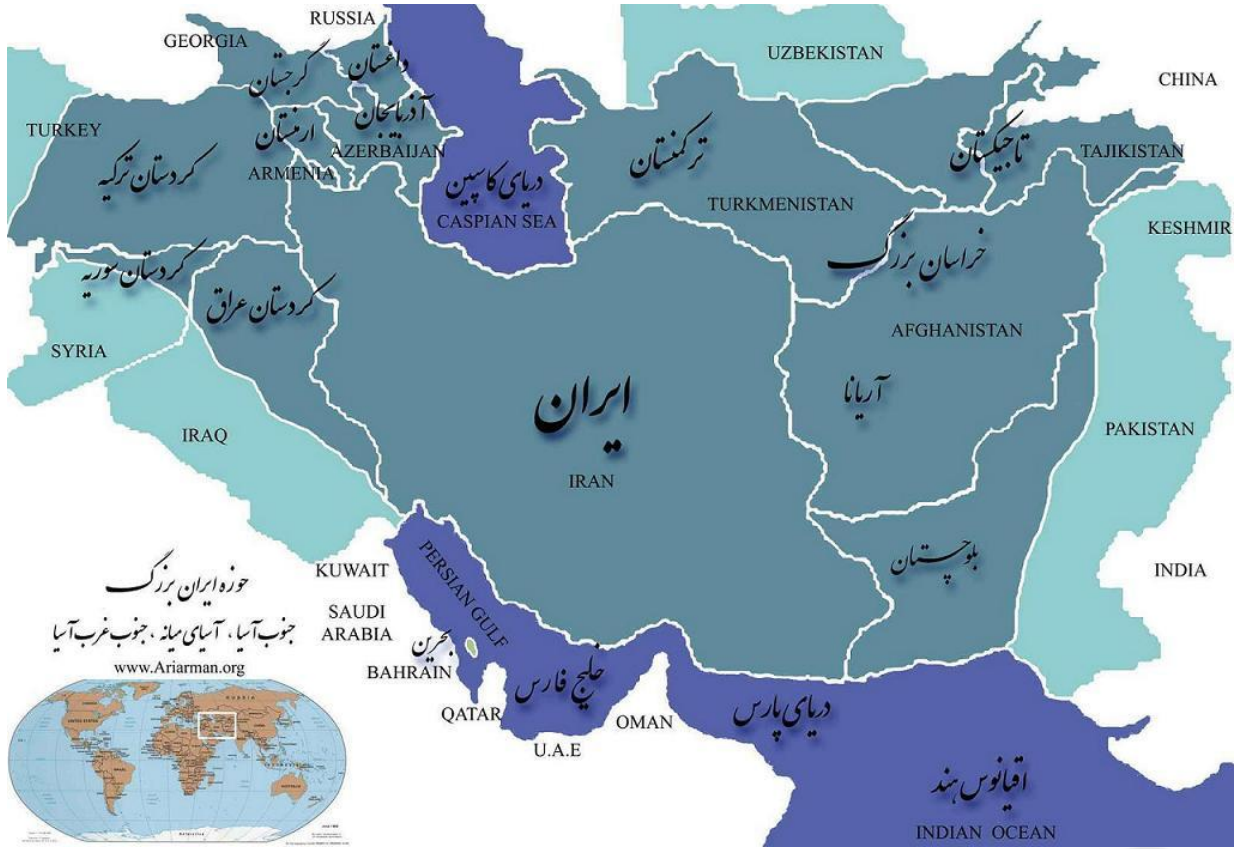 RUSSIA
GEORGIA
UZBEKISTAN
CHINA
داغستان
گرجستان
آذربایجان
ارمنستان
TURKEY
AZERBAIJAN
ARMENIA
کردستان ترکیه
دریای کاسپین
CASPIAN SEA
ترکمنستان
TURKMENISTAN
تاجیکستان
TAJIKISTAN
KESHMIR
خراسان بزرگ
کردستان سوریه
کردستان عراق
SYRIA
AFGHANISTAN
آریانا
ایران
IRAN
IRAQ
PAKISTAN
بلوچستان
INDIA
KUWAIT
PERSIAN GULF
SAUDI
ARABIA
بحرین
BAHRAIN
خلیج فارس
QATAR
OMAN
U.A.E
دریای پارس
اقیانوس هند
INDIAN OCEAN
حوزه ایران بزرگ
جنوب آسیا، آسیای میانه، جنوب غرب آسیا
www.Ariarman.org